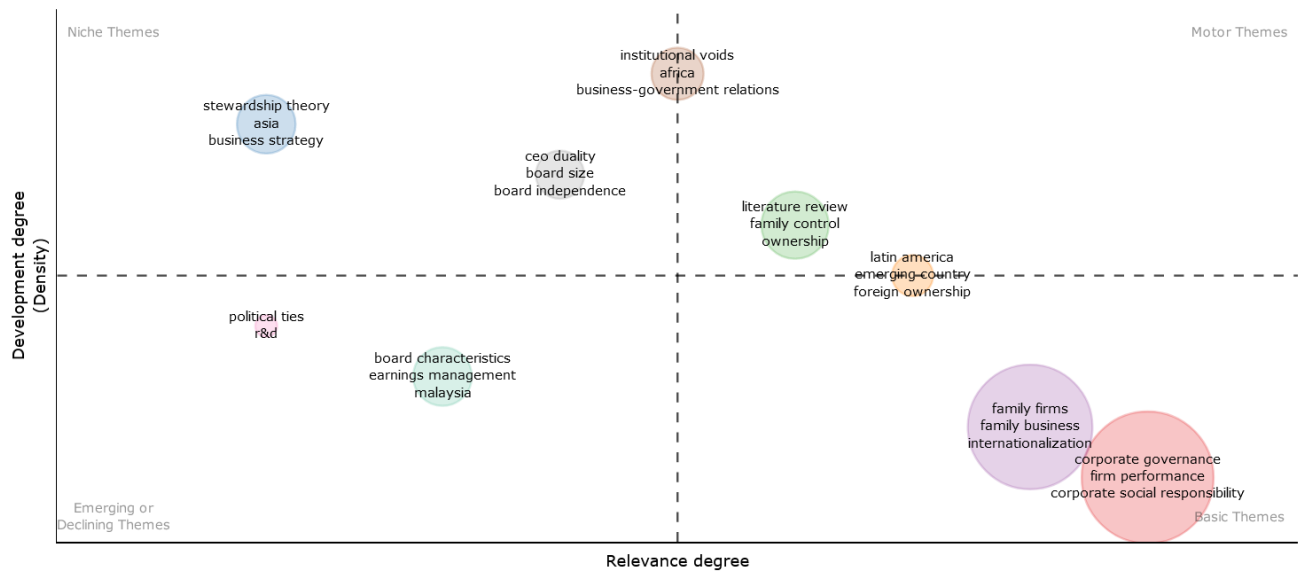 Niche Themes
Motor Themes
institutional voids
africa
business-government relations
stewardship theory
asia
business strategy
ceo duality
board size
board independence
literature review
family control
ownership
latin america
emerging country
foreign ownership
Development degree
(Density)
political ties
r&d
board characteristics
earnings management
malaysia
family firms
family business
internationalization
corporate governance
firm performance
corporate social responsibility
Emerging or
Declining Themes
Basic Themes
Relevance degree